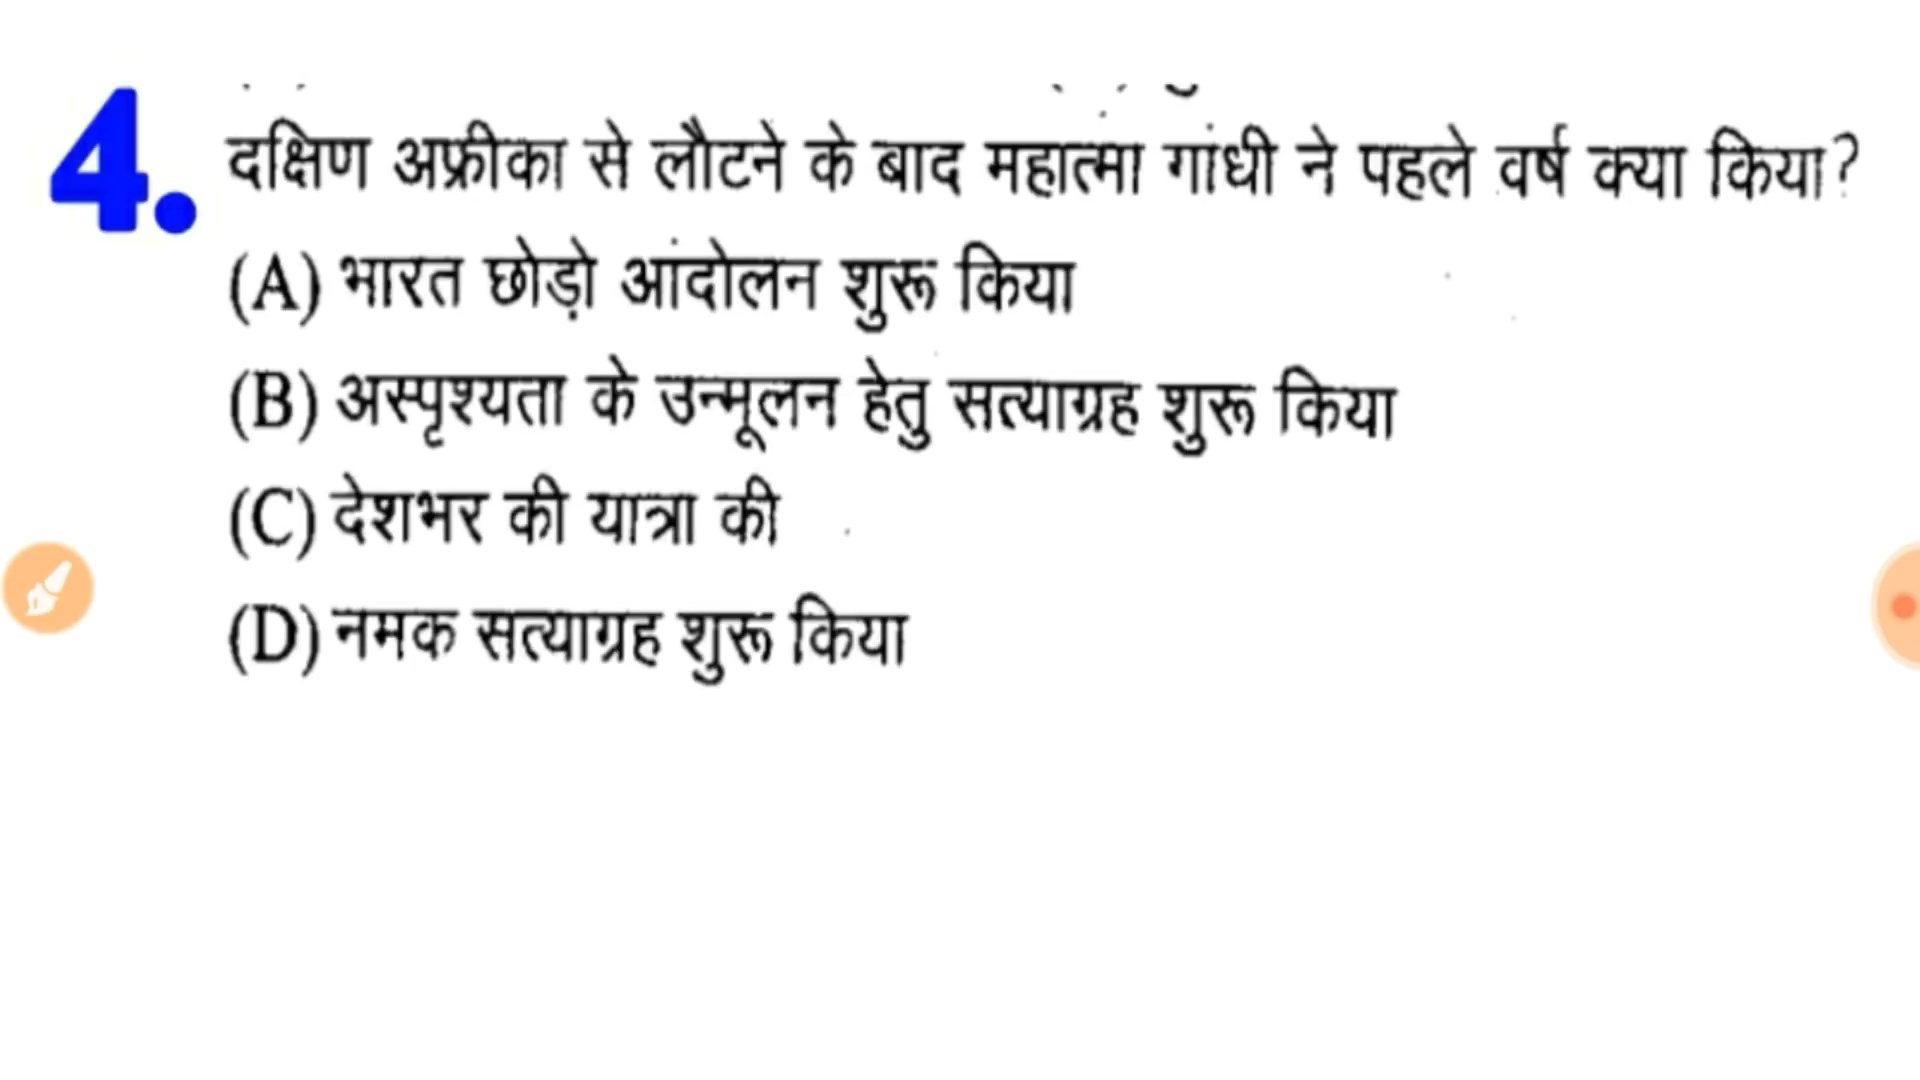 4. दक्षिण अफ्रीका से लौटने के बाद महात्मा गांधी ने पहले वर्ष क्या किया?
(A) भारत छोड़ो आंदोलन शुरू किया
(B) अस्पृश्यता के उन्मूलन हेतु सत्याग्रह शुरू किया
(C) देशभर की यात्रा की
(D) नमक सत्याग्रह शुरू किया